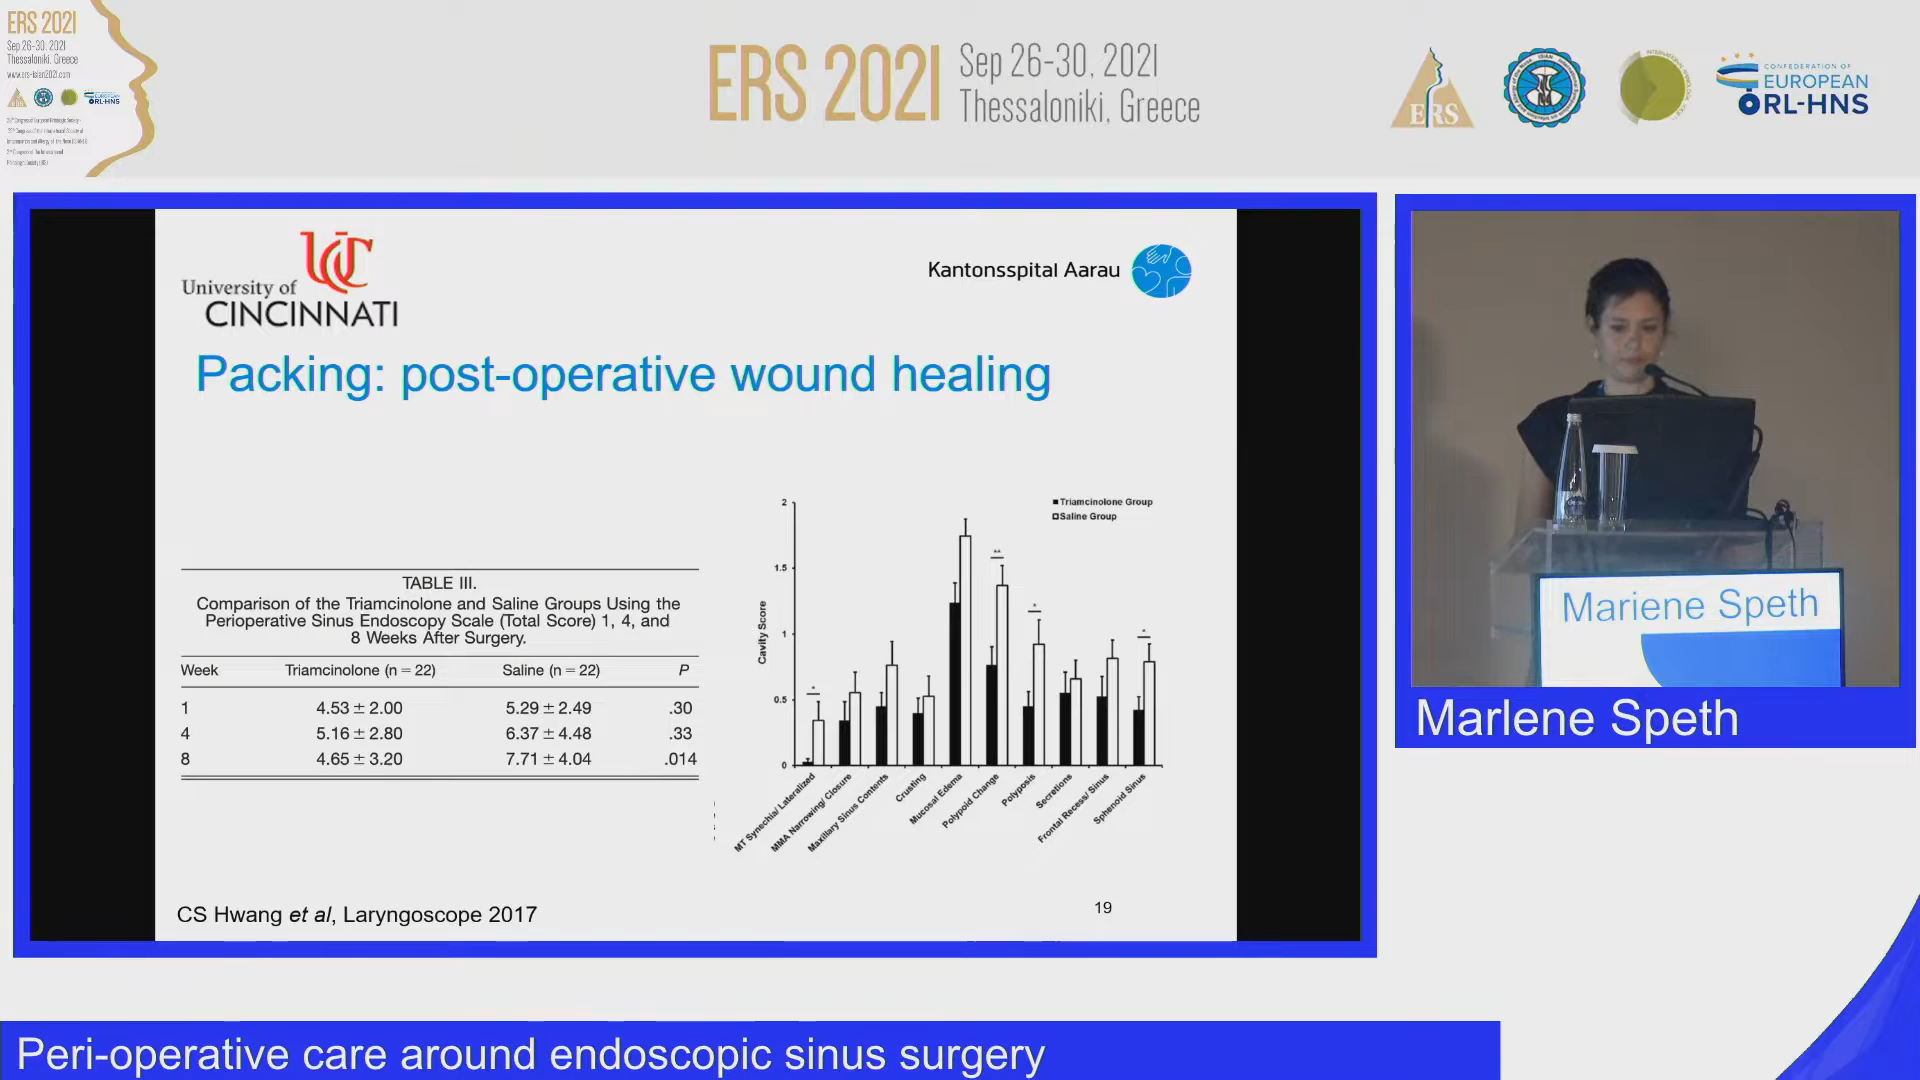 ERS 2021
Sep 26-30, 2021
Thessaloniki, Greece
www.ers-isian2021.com
ERS 2021
Sep 26-30, 2021
Thessaloniki, Greece
ERS
CONFEDERATION OF
EUROPEAN
ORL-HNS
University of
CINCINNATI
Kantonsspital Aarau
Packing: post-operative wound healing
TABLE III.
Comparison of the Triamcinolone and Saline Groups Using the
Perioperative Sinus Endoscopy Scale (Total Score) 1, 4, and
8 Weeks After Surgery.
Week Triamcinolone (n = 22) Saline (n = 22) P
1 4.53 ± 2.00 5.29 ± 2.49 .30
4 5.16 ± 2.80 6.37 ± 4.48 .33
8 4.65 ± 3.20 7.71 ± 4.04 .014
Triamcinolone Group
Saline Group
Cavity Score
2
1.5
1
0.5
0
* ** * *
MT Synechia/ Lateralized
MMA Narrowing/ Closure
Maxillary Sinus Contents
Crusting
Mucosal Edema
Polypoid Change
Polyposis
Secretions
Frontal Recess/ Sinus
Sphenoid Sinus
CS Hwang et al, Laryngoscope 2017
19
Mariene Speth
Marlene Speth
Peri-operative care around endoscopic sinus surgery